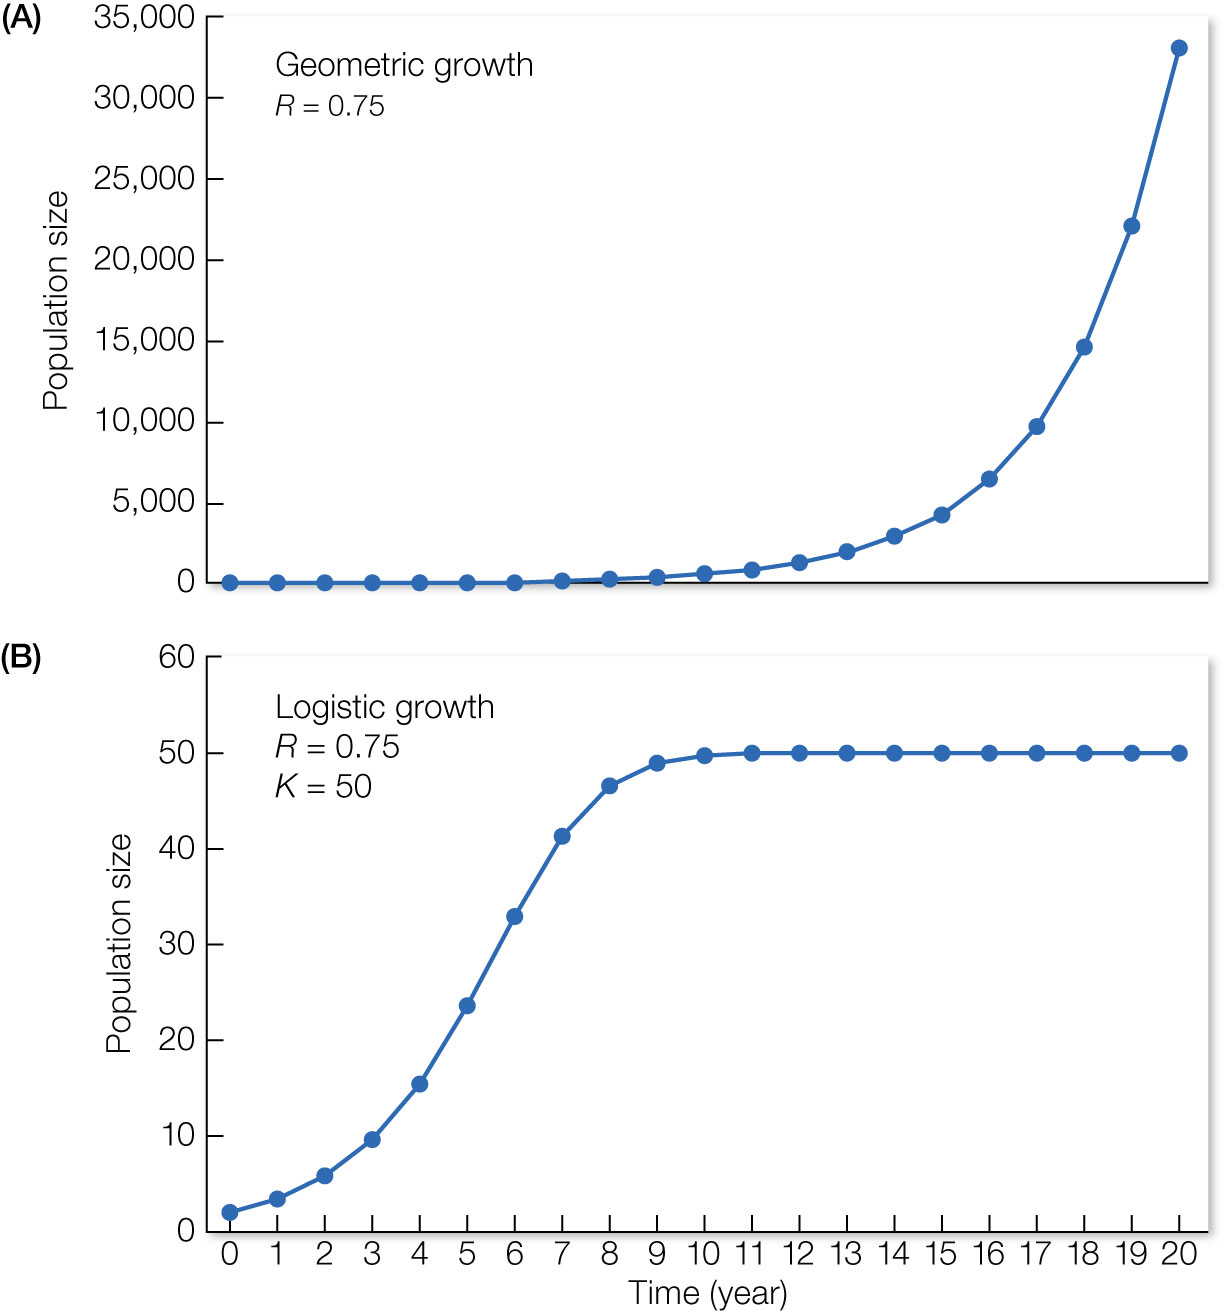 (A)
35,000
30,000
25,000
20,000
15,000
10,000
5,000
0
Population size
Geometric growth
R = 0.75
(B)
60
50
40
30
20
10
0
Population size
Logistic growth
R = 0.75
K = 50
0 1 2 3 4 5 6 7 8 9 10 11 12 13 14 15 16 17 18 19 20
Time (year)